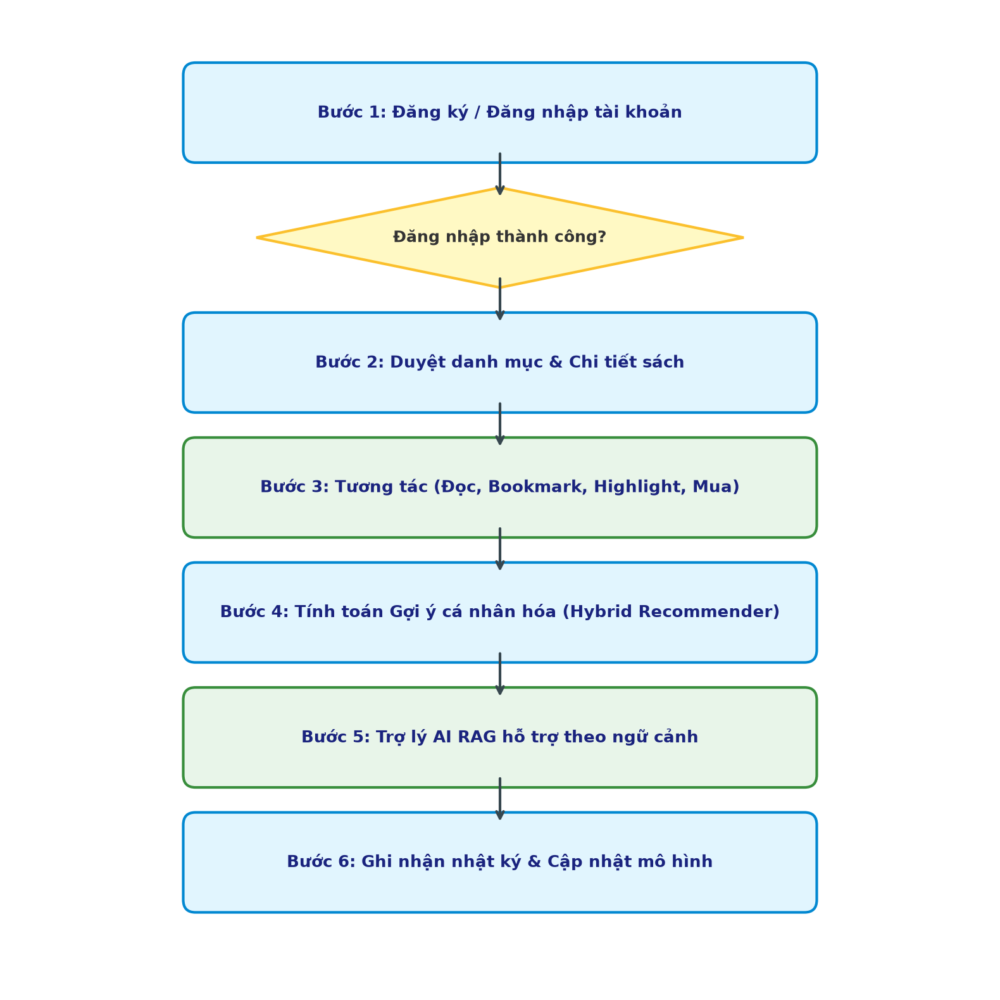 Bước 1: Đăng ký / Đăng nhập tài khoản
Đăng nhập thành công?
Bước 2: Duyệt danh mục & Chi tiết sách
Bước 3: Tương tác (Đọc, Bookmark, Highlight, Mua)
Bước 4: Tính toán Gợi ý cá nhân hóa (Hybrid Recommender)
Bước 5: Trợ lý AI RAG hỗ trợ theo ngữ cảnh
Bước 6: Ghi nhận nhật ký & Cập nhật mô hình